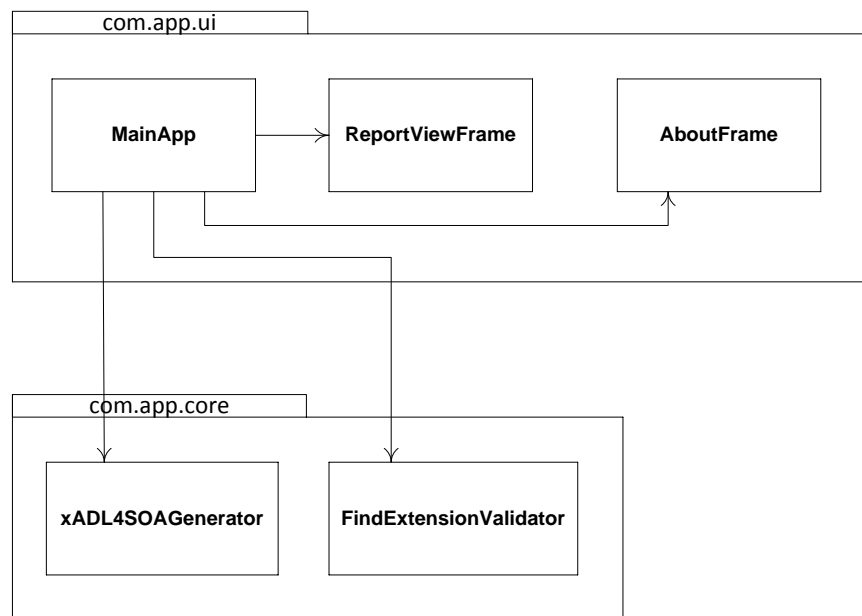 com.app.ui
MainApp
ReportViewFrame
AboutFrame
com.app.core
xADL4SOAGenerator
FindExtensionValidator